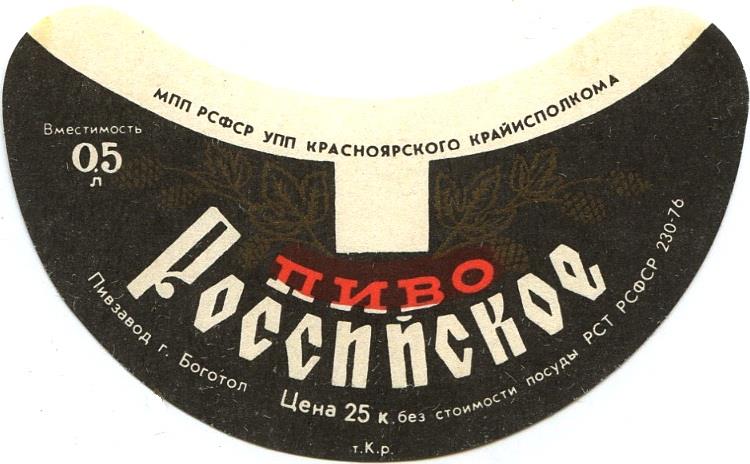 МПП РСФСР УПП КРАСНОЯРСКОГО КРАЙИСПОЛКОМА
Вместимость
0,5
л
ПИВО
Российское
Пивзавод г. Боготол
Цена 25 к. без стоимости посуды РСТ РСФСР 230-76
т.К.р.